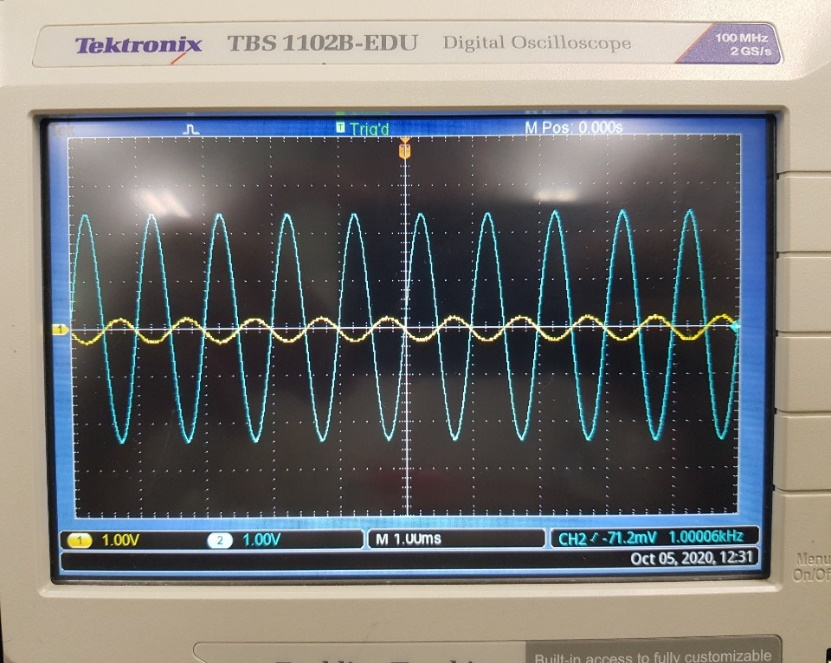 Tektronix TBS 1102B-EDU Digital Oscilloscope
100 MHz
2 GS/s
T Trig'd M Pos: 0.000s
1
1 1.00V 2 1.00V M 1.00ms CH2 -71.2mV 1.00006kHz
Oct 05, 2020, 12:31
Menu
On/Of
Built-in access to fully customizable